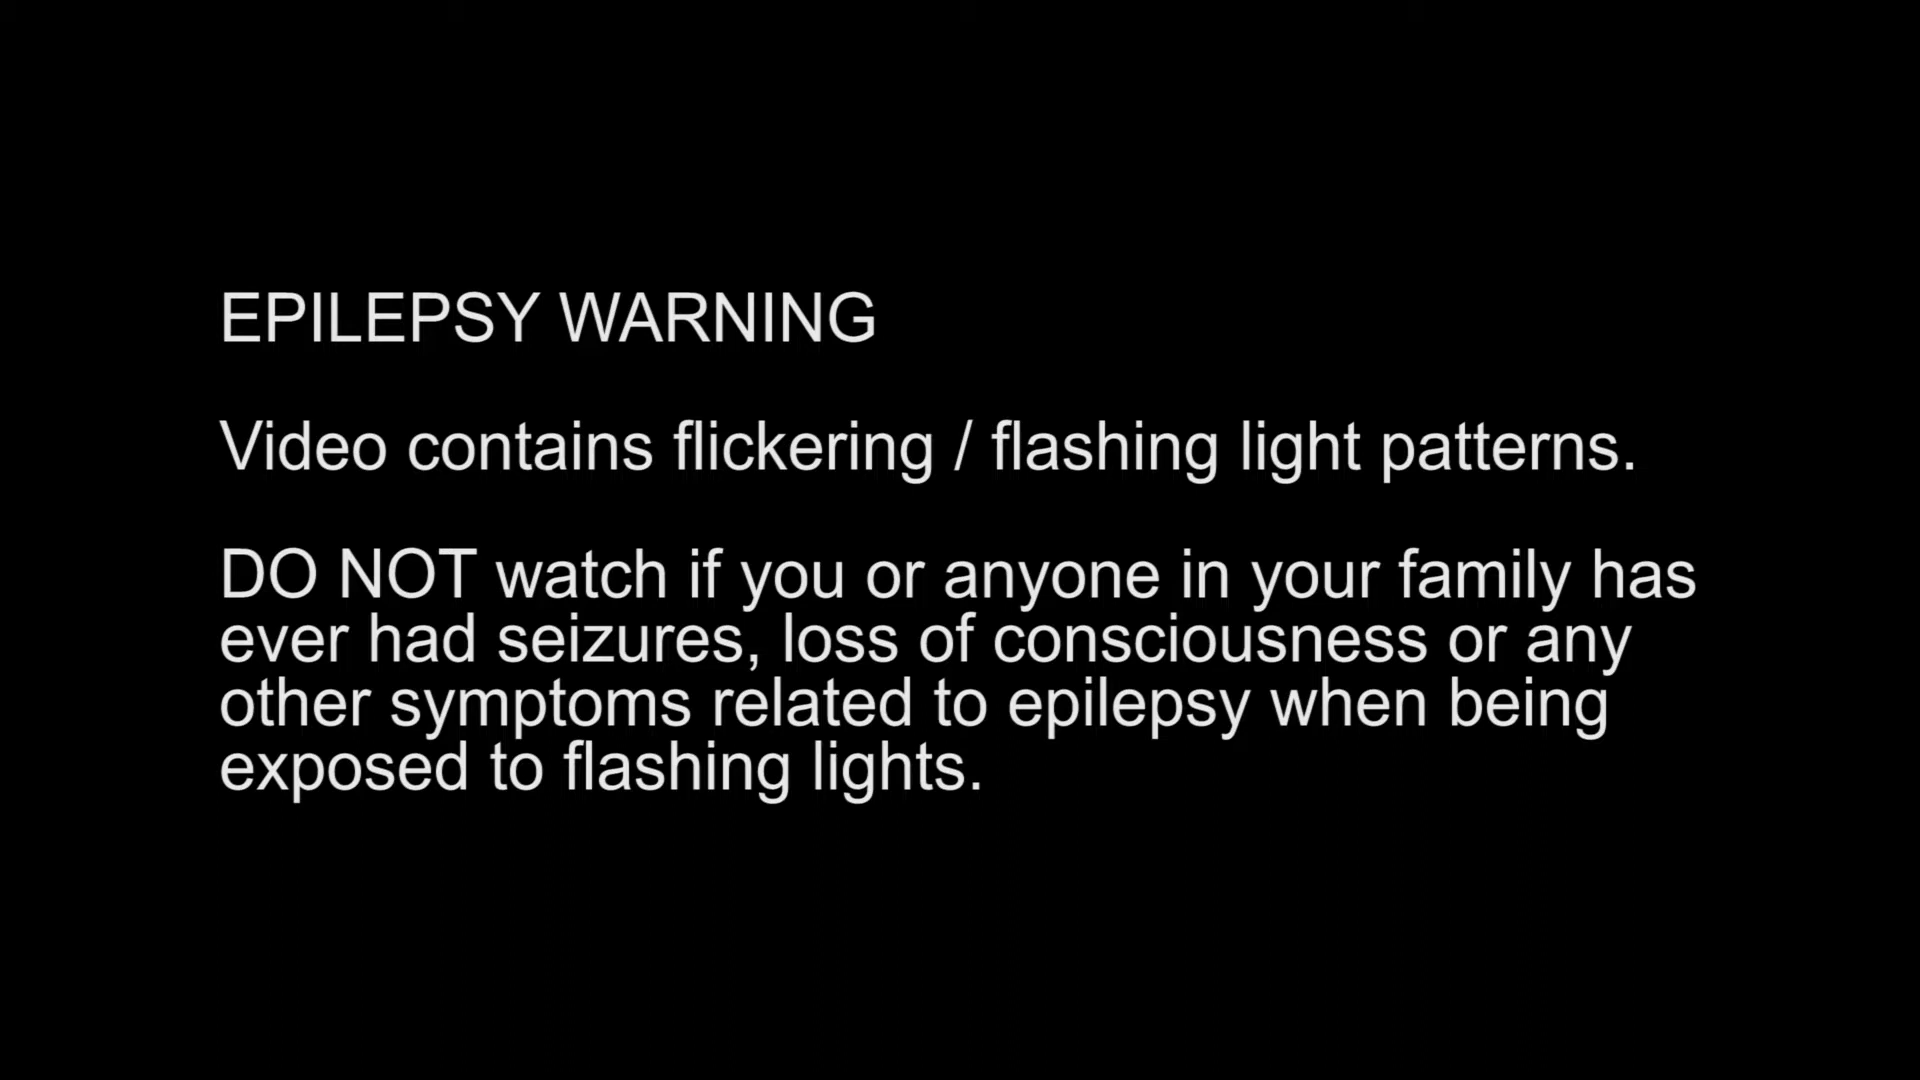 EPILEPSY WARNING
Video contains flickering / flashing light patterns.
DO NOT watch if you or anyone in your family has
ever had seizures, loss of consciousness or any
other symptoms related to epilepsy when being
exposed to flashing lights.